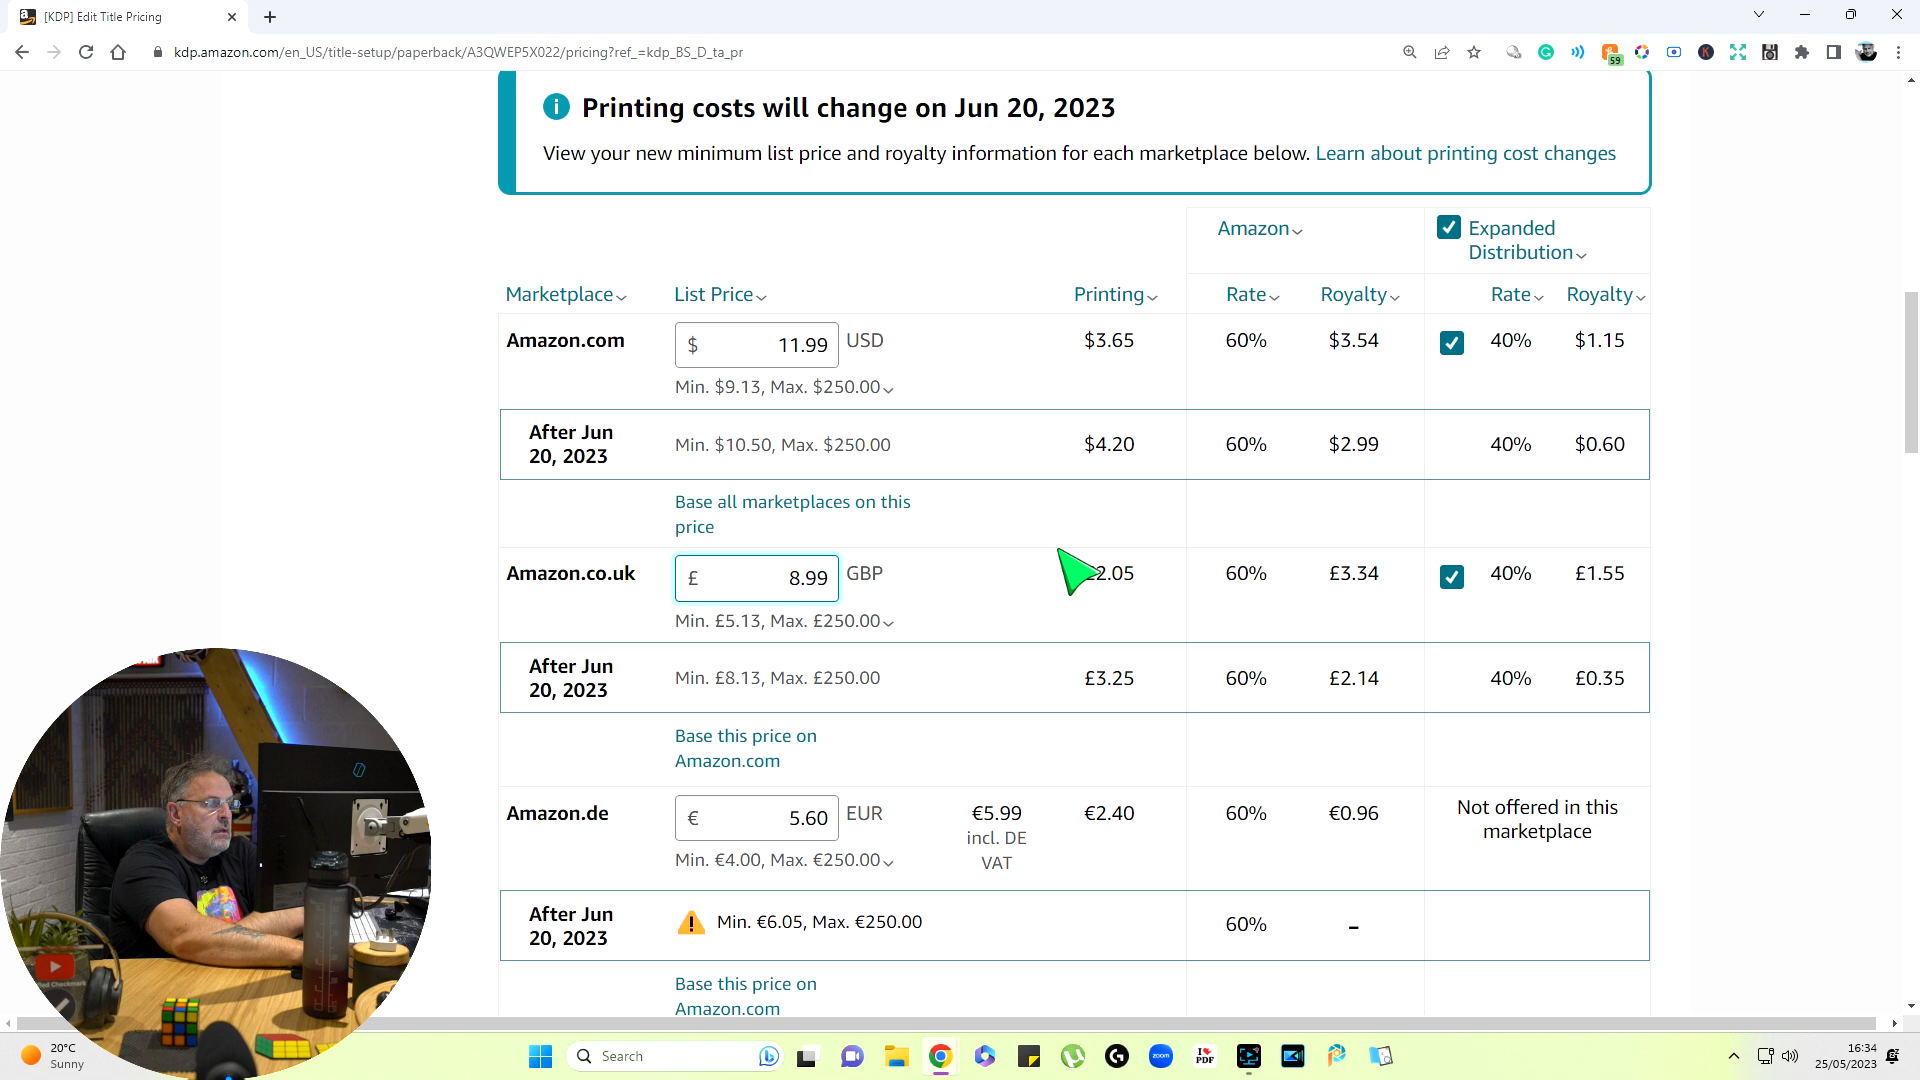 [KDP] Edit Title Pricing
kdp.amazon.com/en_US/title-setup/paperback/A3QWEP5X022/pricing?ref_=kdp_BS_D_ta_pr
59
Printing costs will change on Jun 20, 2023
View your new minimum list price and royalty information for each marketplace below. Learn about printing cost changes
Amazon
Expanded
Distribution
Marketplace List Price Printing Rate Royalty Rate Royalty
Amazon.com $ 11.99 USD $3.65 60% $3.54 40% $1.15
Min. $9.13, Max. $250.00
After Jun
20, 2023
Min. $10.50, Max. $250.00 $4.20 60% $2.99 40% $0.60
Base all marketplaces on this
price
Amazon.co.uk £ 8.99 GBP 2.05 60% £3.34 40% £1.55
Min. £5.13, Max. £250.00
After Jun
20, 2023
Min. £8.13, Max. £250.00 £3.25 60% £2.14 40% £0.35
Base this price on
Amazon.com
Amazon.de € 5.60 EUR €5.99 €2.40 60% €0.96
incl. DE
VAT
Not offered in this
marketplace
Min. €4.00, Max. €250.00
After Jun
20, 2023
Min. €6.05, Max. €250.00 60% –
Base this price on
Amazon.com
20°C
Sunny
Search
zoom
PDF
16:34
25/05/2023